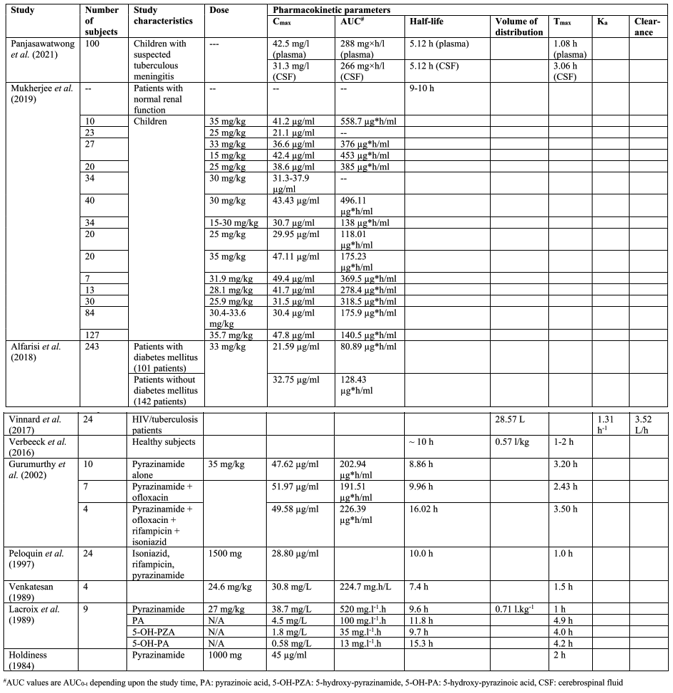 Study Number of subjects Study characteristics Dose Pharmacokinetic parameters
Cmax AUC# Half-life Volume of distribution Tmax Ka Clear-ance
Panjasawatwong et al. (2021) 100 Children with suspected tuberculous meningitis --- 42.5 mg/l (plasma) 288 mg×h/l (plasma) 5.12 h (plasma) 1.08 h (plasma)
31.3 mg/l (CSF) 266 mg×h/l (CSF) 5.12 h (CSF) 3.06 h (CSF)
Mukherjee et al. (2019) -- Patients with normal renal function -- -- -- 9-10 h
10 Children 35 mg/kg 41.2 µg/ml 558.7 µg*h/ml
23 25 mg/kg 21.1 µg/ml --
27 33 mg/kg 36.6 µg/ml 376 µg*h/ml
15 mg/kg 42.4 µg/ml 453 µg*h/ml
20 25 mg/kg 38.6 µg/ml 385 µg*h/ml
34 30 mg/kg 31.3-37.9 µg/ml --
40 30 mg/kg 43.43 µg/ml 496.11 µg*h/ml
34 15-30 mg/kg 30.7 µg/ml 138 µg*h/ml
20 25 mg/kg 29.95 µg/ml 118.01 µg*h/ml
20 35 mg/kg 47.11 µg/ml 175.23 µg*h/ml
7 31.9 mg/kg 49.4 µg/ml 369.5 µg*h/ml
13 28.1 mg/kg 41.7 µg/ml 278.4 µg*h/ml
30 25.9 mg/kg 31.5 µg/ml 318.5 µg*h/ml
84 30.4-33.6 mg/kg 30.4 µg/ml 175.9 µg*h/ml
127 35.7 mg/kg 47.8 µg/ml 140.5 µg*h/ml
Alfarisi et al. (2018) 243 Patients with diabetes mellitus (101 patients) 33 mg/kg 21.59 µg/ml 80.89 µg*h/ml
Patients without diabetes mellitus (142 patients) 32.75 µg/ml 128.43 µg*h/ml
Vinnard et al. (2017) 24 HIV/tuberculosis patients 28.57 L 1.31 h-1 3.52 L/h
Verbeeck et al. (2016) Healthy subjects ~ 10 h 0.57 l/kg 1-2 h
Gurumurthy et al. (2002) 10 Pyrazinamide alone 35 mg/kg 47.62 µg/ml 202.94 µg*h/ml 8.86 h 3.20 h
7 Pyrazinamide + ofloxacin 51.97 µg/ml 191.51 µg*h/ml 9.96 h 2.43 h
4 Pyrazinamide + ofloxacin + rifampicin + isoniazid 49.58 µg/ml 226.39 µg*h/ml 16.02 h 3.50 h
Peloquin et al. (1997) 24 Isoniazid, rifampicin, pyrazinamide 1500 mg 28.80 µg/ml 10.0 h 1.0 h
Venkatesan (1989) 4 24.6 mg/kg 30.8 mg/L 224.7 mg.h/L 7.4 h 1.5 h
Lacroix et al. (1989) 9 Pyrazinamide 27 mg/kg 38.7 mg/L 520 mg.l-1.h 9.6 h 0.71 l.kg-1 1 h
PA N/A 4.5 mg/L 100 mg.l-1.h 11.8 h 4.9 h
5-OH-PZA N/A 1.8 mg/L 35 mg.l-1.h 9.7 h 4.0 h
5-OH-PA N/A 0.58 mg/L 13 mg.l-1.h 15.3 h 4.2 h
Holdiness (1984) Pyrazinamide 1000 mg 45 µg/ml 2 h
#AUC values are AUC0-t depending upon the study time, PA: pyrazinoic acid, 5-OH-PZA: 5-hydroxy-pyrazinamide, 5-OH-PA: 5-hydroxy-pyrazinoic acid, CSF: cerebrospinal fluid